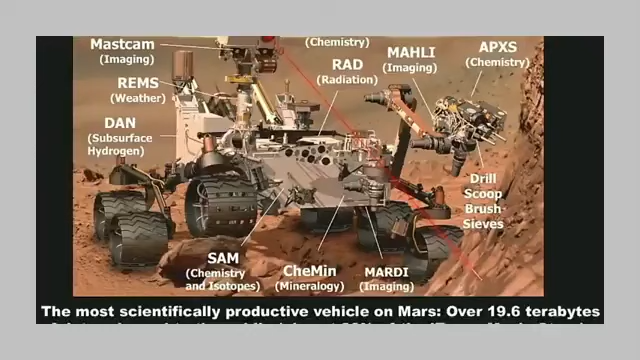 Mastcam
(Imaging)
(Chemistry)
MAHLI
(Imaging)
APXS
(Chemistry)
RAD
(Radiation)
REMS
(Weather)
DAN
(Subsurface
Hydrogen)
Drill
Scoop
Brush
Sieves
SAM
(Chemistry
and Isotopes)
CheMin
(Mineralogy)
MARDI
(Imaging)
The most scientifically productive vehicle on Mars: Over 19.6 terabytes